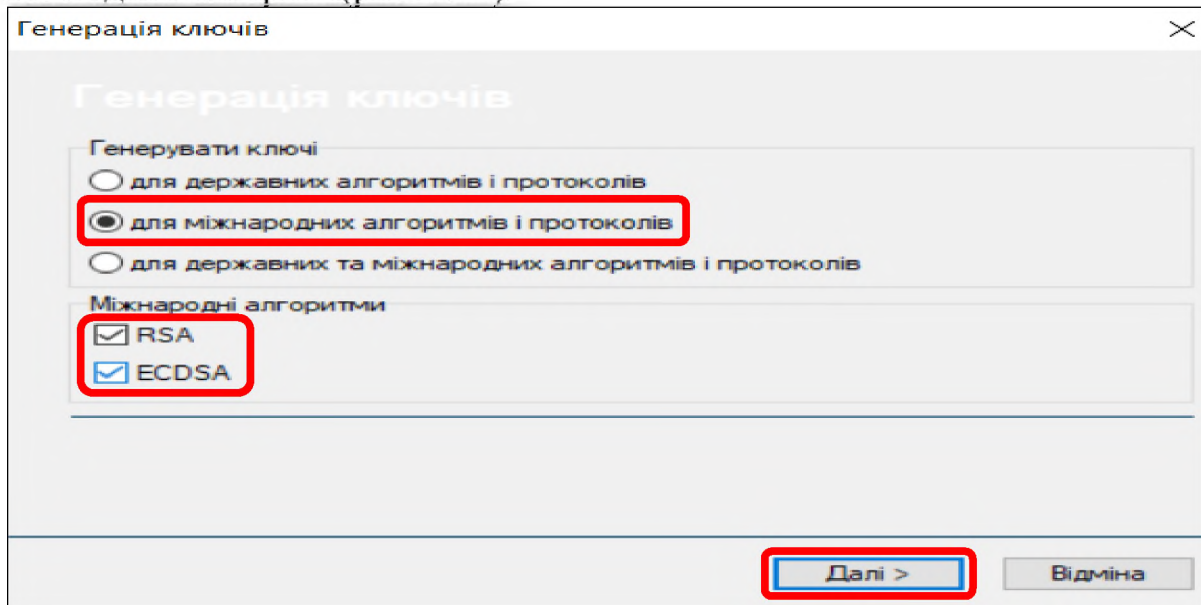 Генерація ключів
Генерація ключів
Генерувати ключі
для державних алгоритмів і протоколів
для міжнародних алгоритмів і протоколів
для державних та міжнародних алгоритмів і протоколів
Міжнародні алгоритми
RSA
ECDSA
Далі >
Відміна